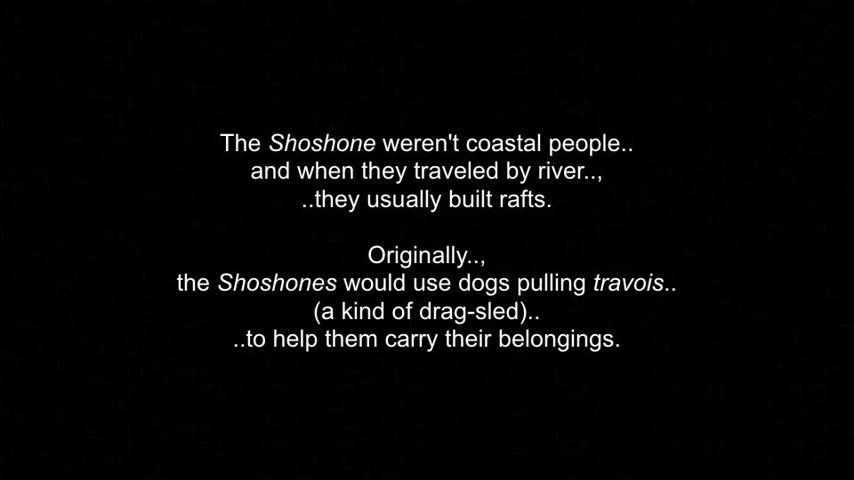 The Shoshone weren't coastal people..
and when they traveled by river..,
..they usually built rafts.
Originally..,
the Shoshones would use dogs pulling travois..
(a kind of drag-sled)..
..to help them carry their belongings.